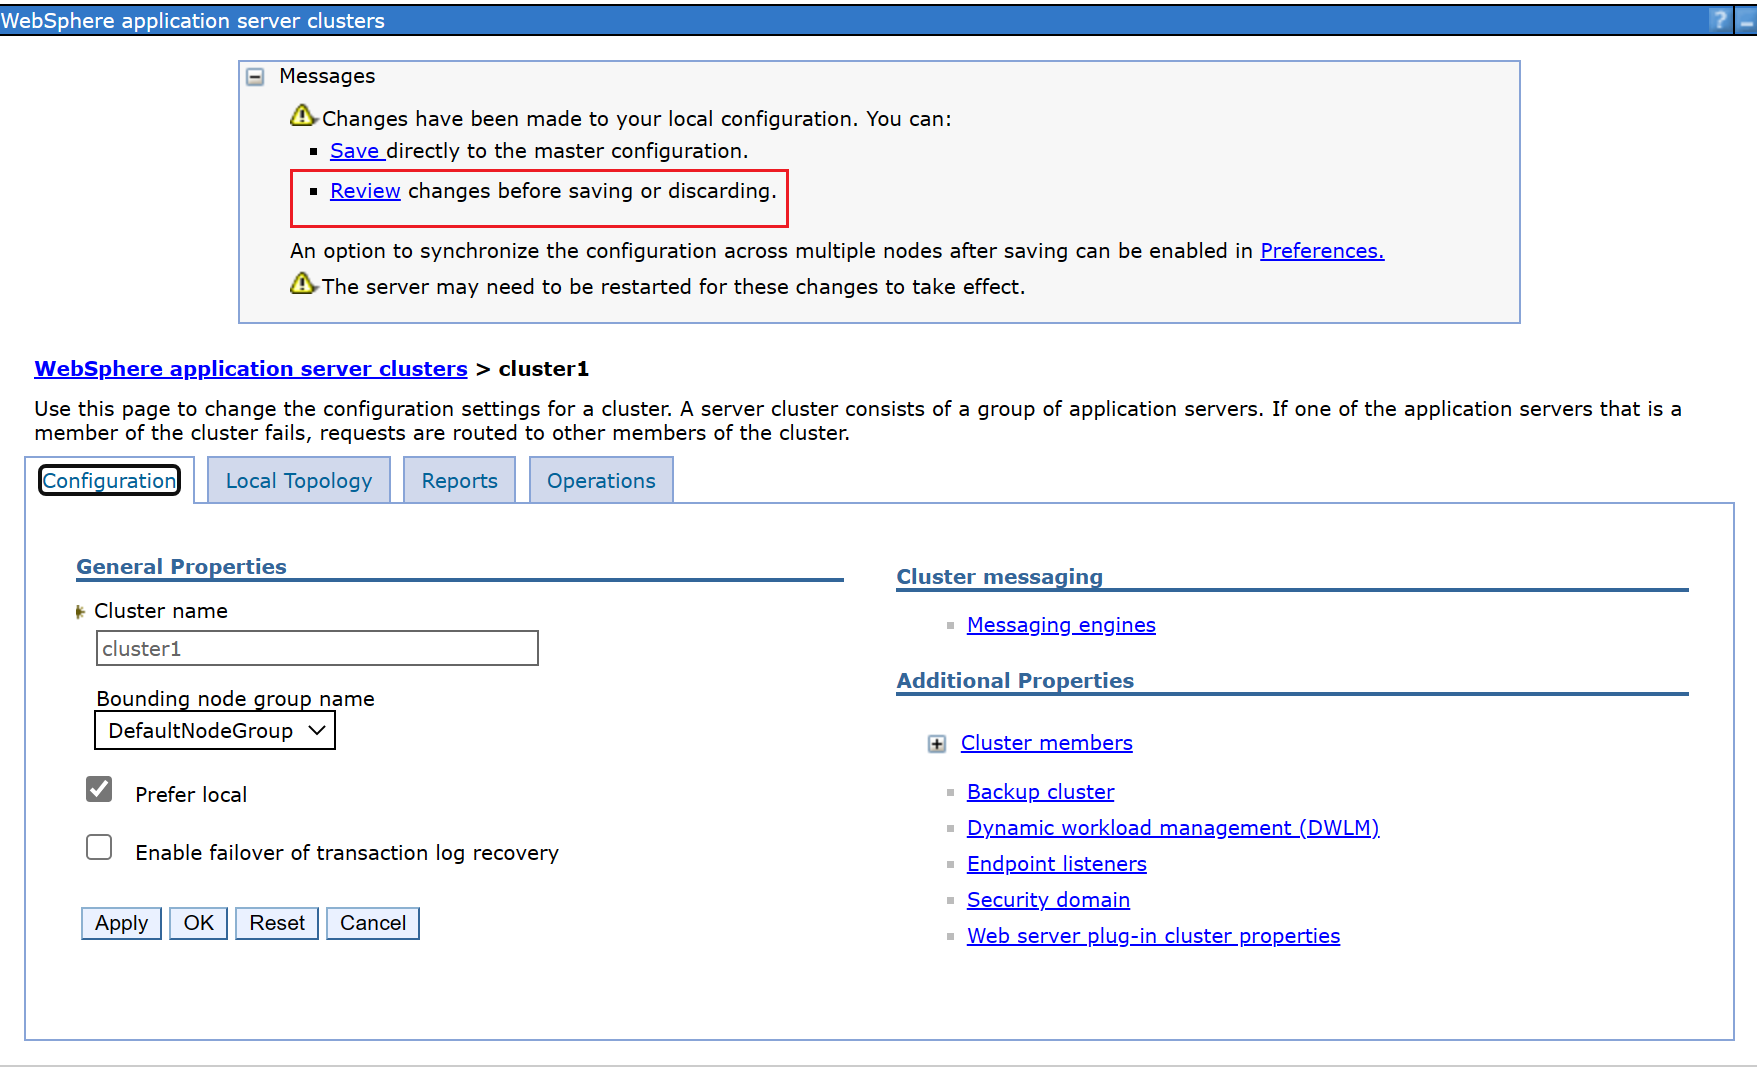 WebSphere application server clusters
?
Messages
Changes have been made to your local configuration. You can:
Save directly to the master configuration.
Review changes before saving or discarding.
An option to synchronize the configuration across multiple nodes after saving can be enabled in Preferences.
The server may need to be restarted for these changes to take effect.
WebSphere application server clusters > cluster1
Use this page to change the configuration settings for a cluster. A server cluster consists of a group of application servers. If one of the application servers that is a
member of the cluster fails, requests are routed to other members of the cluster.
Configuration
Local Topology
Reports
Operations
General Properties
Cluster name
cluster1
Bounding node group name
DefaultNodeGroup
Prefer local
Enable failover of transaction log recovery
Apply
OK
Reset
Cancel
Cluster messaging
Messaging engines
Additional Properties
Cluster members
Backup cluster
Dynamic workload management (DWLM)
Endpoint listeners
Security domain
Web server plug-in cluster properties